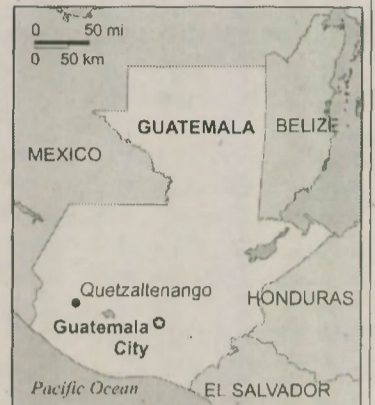 0 50 mi
0 50 km
GUATEMALA
BELIZE
MEXICO
Quetzaltenango
HONDURAS
Guatemala
City
Pacific Ocean
EL SALVADOR